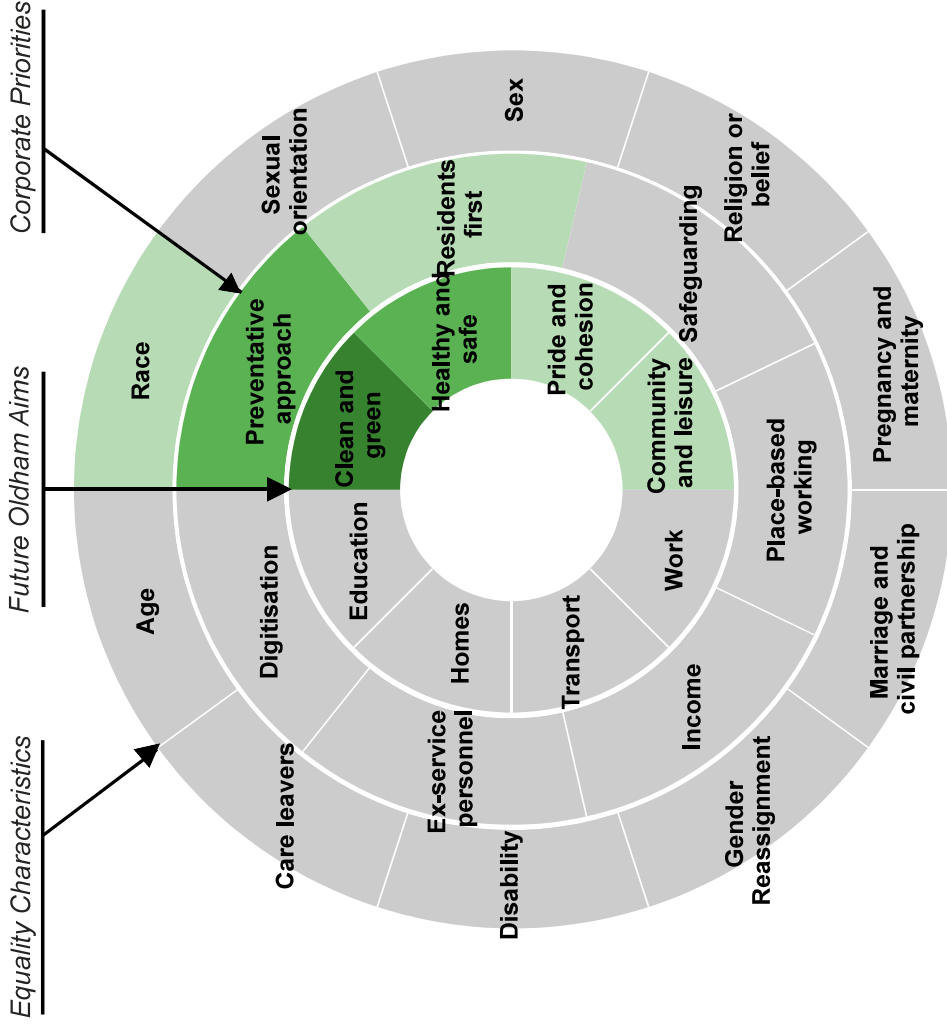 Equality Characteristics
Future Oldham Aims
Corporate Priorities
Race
Sexual
orientation
Sex
Religion or
belief
Pregnancy and
maternity
Marriage and
civil partnership
Gender
Reassignment
Disability
Care leavers
Age
Preventative
approach
Residents
first
Safeguarding
Place-based
working
Income
Ex-service
personnel
Digitisation
Clean and
green
Healthy and
safe
Pride and
cohesion
Community
and leisure
Work
Transport
Homes
Education